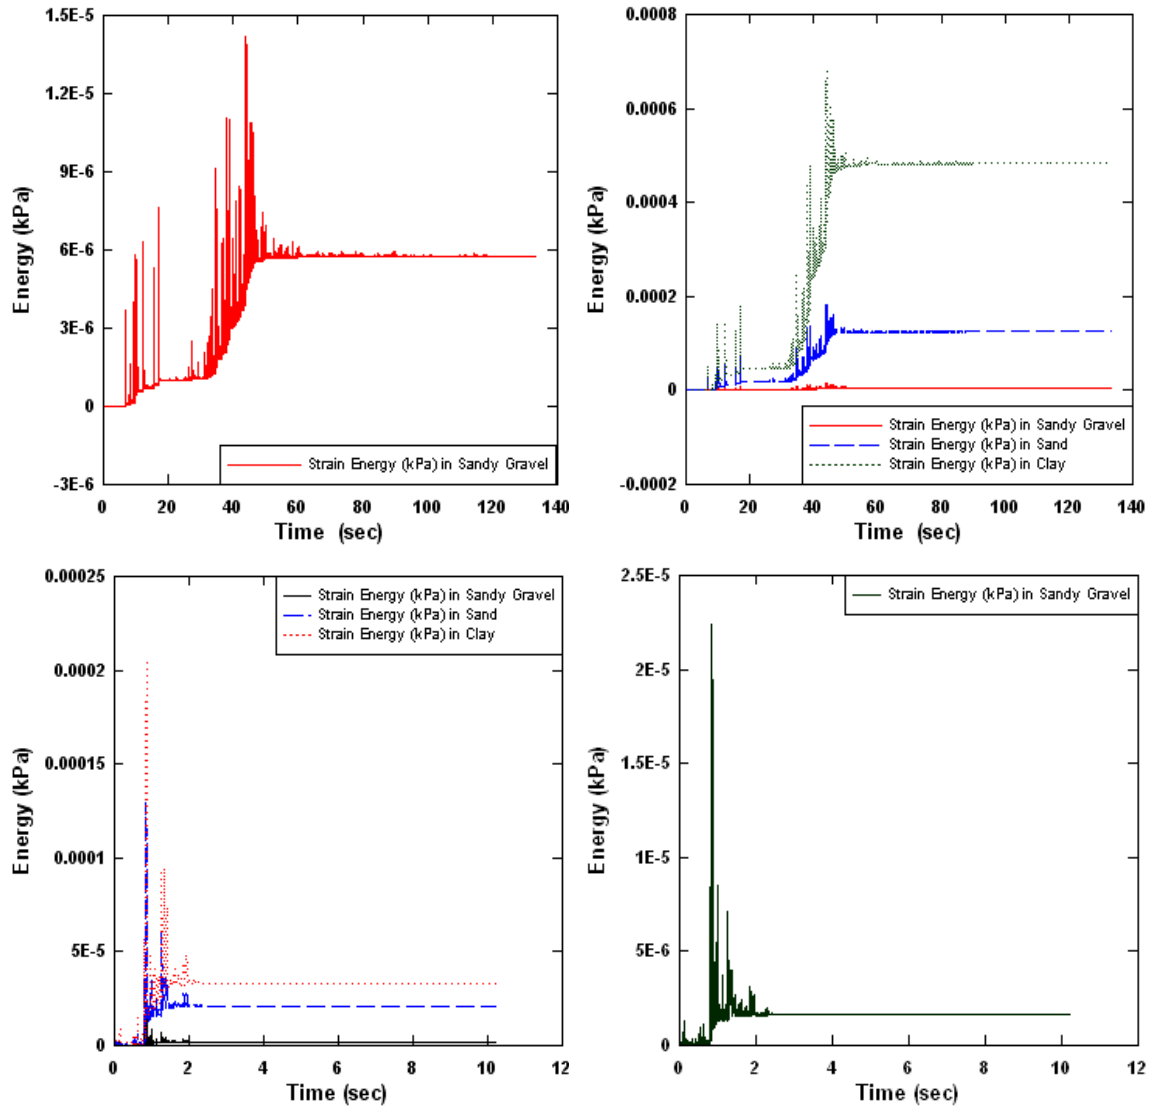 1.5E-5
1.2E-5
9E-6
6E-6
3E-6
0
-3E-6
Energy (kPa)
Strain Energy (kPa) in Sandy Gravel
0 20 40 60 80 100 120 140
Time (sec)
0.0008
0.0006
0.0004
0.0002
0
-0.0002
Energy (kPa)
Strain Energy (kPa) in Sandy Gravel
Strain Energy (kPa) in Sand
Strain Energy (kPa) in Clay
0 20 40 60 80 100 120 140
Time (sec)
0.00025
0.0002
0.00015
0.0001
5E-5
0
Energy (kPa)
Strain Energy (kPa) in Sandy Gravel
Strain Energy (kPa) in Sand
Strain Energy (kPa) in Clay
0 2 4 6 8 10 12
Time (sec)
2.5E-5
2E-5
1.5E-5
1E-5
5E-6
0
Energy (kPa)
Strain Energy (kPa) in Sandy Gravel
0 2 4 6 8 10 12
Time (sec)